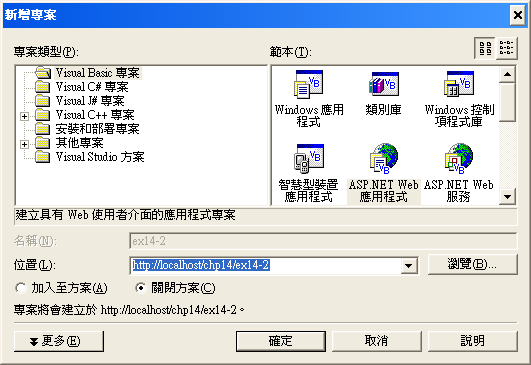 新增專案
專案類型(P):
範本(T):
Visual Basic 專案
Visual C# 專案
Visual J# 專案
Visual C++ 專案
安裝和部署專案
其他專案
Visual Studio 方案
Windows 應用
程式
類別庫
Windows 控制
項程式庫
智慧型裝置
應用程式
ASP.NET Web
應用程式
ASP.NET Web
服務
建立具有 Web 使用者介面的應用程式專案
名稱(N):
ex14-2
位置(L):
http://localhost/chp14/ex14-2
瀏覽(B)...
加入至方案(A)
關閉方案(C)
專案將會建立於 http://localhost/chp14/ex14-2。
更多(E)
確定
取消
說明